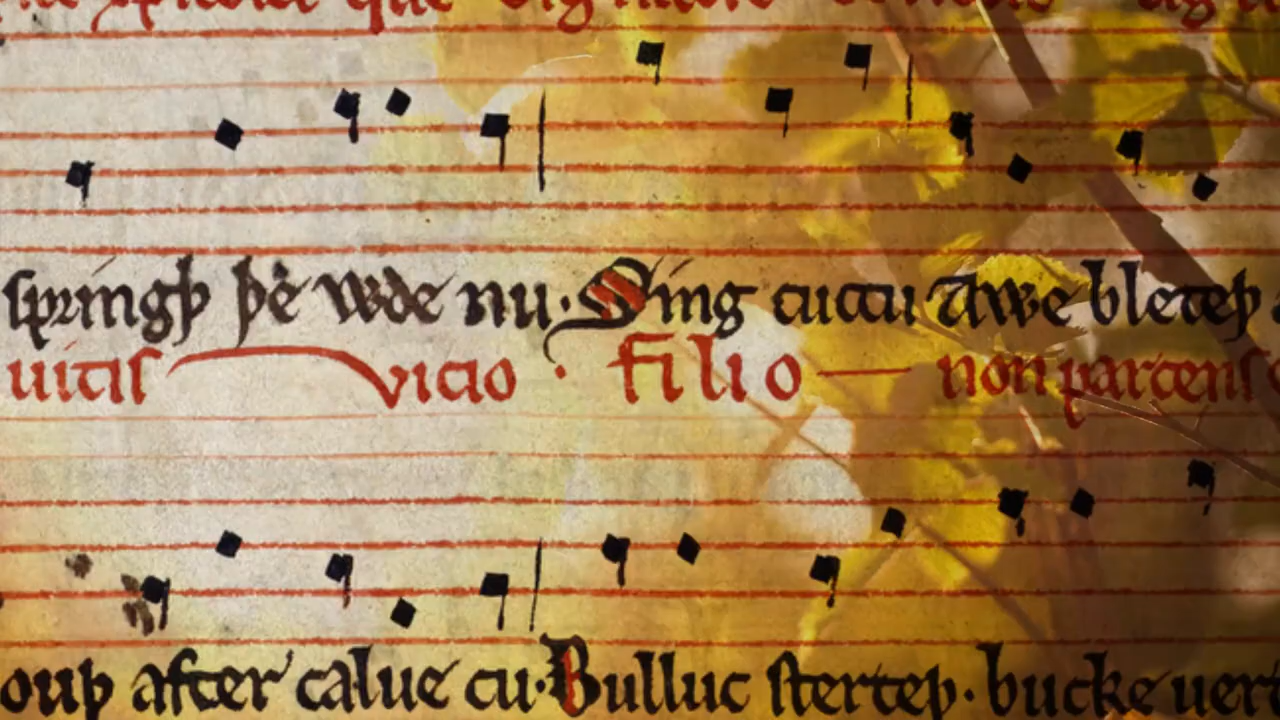 springþ þe wde nu. Sing cuccu Awe bleteþ
uitis vicio. filio non parcens
ouþ after calue cu. Bulluc sterteþ. bucke uert